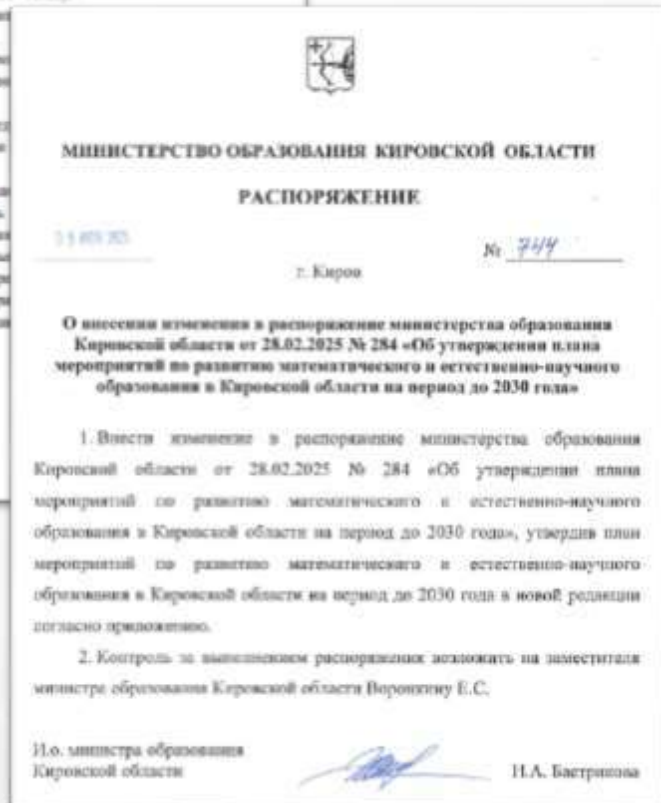 МИНИСТЕРСТВО ОБРАЗОВАНИЯ КИРОВСКОЙ ОБЛАСТИ
РАСПОРЯЖЕНИЕ
№ 744
г. Киров
О внесении изменения в распоряжение министерства образования
Кировской области от 28.02.2025 № 284 «Об утверждении плана
мероприятий по развитию математического и естественно-научного
образования в Кировской области на период до 2030 года»
1. Внести изменение в распоряжение министерства образования
Кировской области от 28.02.2025 № 284 «Об утверждении плана
мероприятий по развитию математического и естественно-научного
образования в Кировской области на период до 2030 года», утвердив план
мероприятий по развитию математического и естественно-научного
образования в Кировской области на период до 2030 года в новой редакции
согласно приложению.
2. Контроль за выполнением распоряжения возложить на заместителя
министра образования Кировской области Воронкину Е.С.
И.о. министра образования
Кировской области
Н.А. Бастрикова